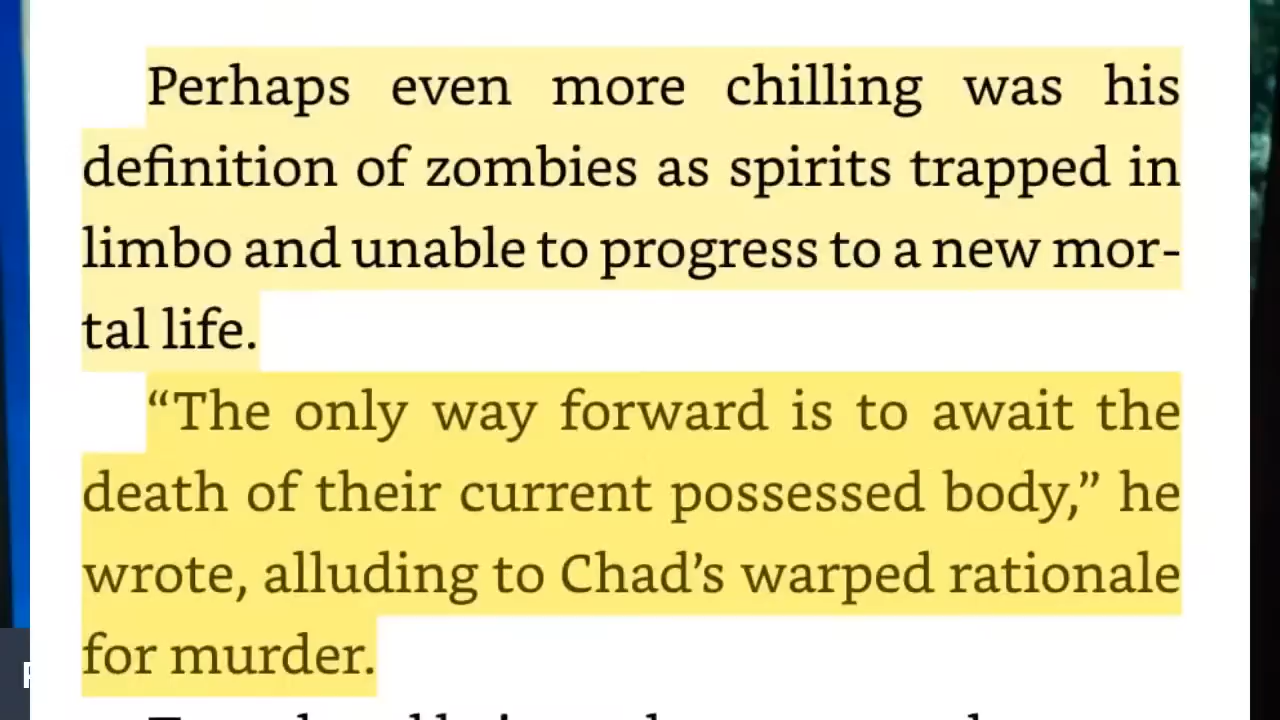 Perhaps even more chilling was his
definition of zombies as spirits trapped in
limbo and unable to progress to a new mor-
tal life.
“The only way forward is to await the
death of their current possessed body,” he
wrote, alluding to Chad’s warped rationale
for murder.